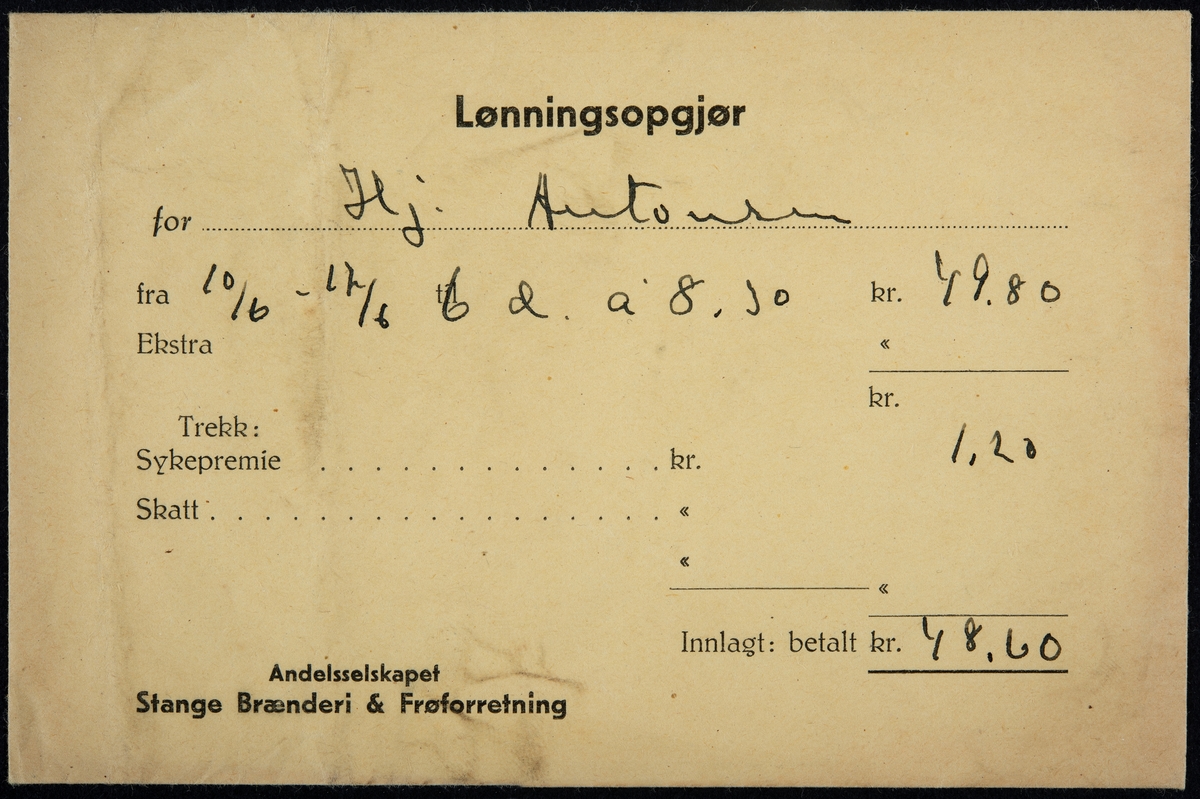 Lønningsopgjør
for Hj. Antonsen
fra 10/6 - 17/6 til 6 d. a 8.30 kr. 49.80
Ekstra «
kr.
Trekk:
Sykepremie . . . . . . . . . . . . . kr. 1,20
Skatt . . . . . . . . . . . . . . . . . «
«
«
Innlagt: betalt kr. 48.60
Andelsselskapet
Stange Brænderi & Frøforretning